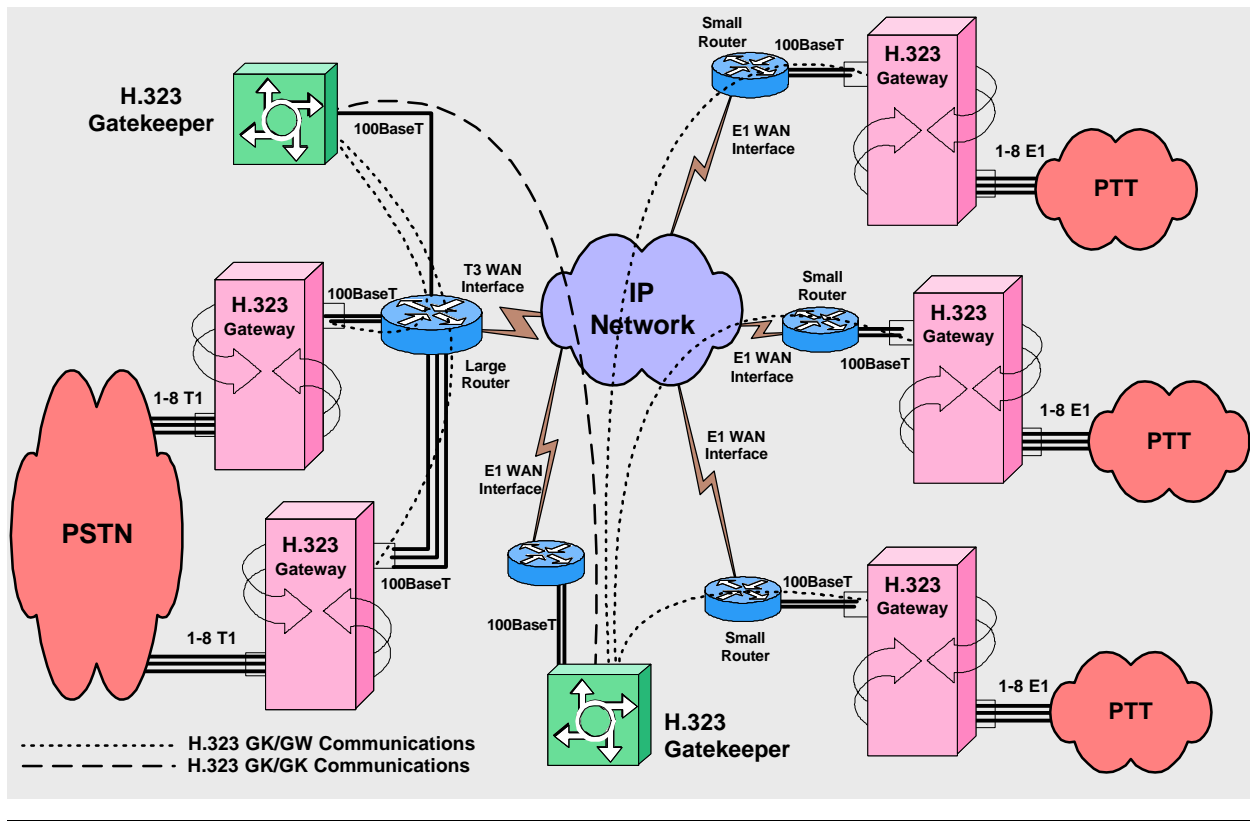 Small
Router
100BaseT
H.323
Gateway
H.323
Gatekeeper
100BaseT
E1 WAN
Interface
1-8 E1
PTT
T3 WAN
Interface
IP
Network
Small
Router
H.323
Gateway
100BaseT
H.323
Gateway
E1 WAN
Interface
100BaseT
Large
Router
1-8 T1
1-8 E1
PTT
E1 WAN
Interface
E1 WAN
Interface
PSTN
H.323
Gateway
100BaseT
100BaseT
H.323
Gateway
100BaseT
Small
Router
1-8 T1
1-8 E1
PTT
H.323
Gatekeeper
H.323 GK/GW Communications
H.323 GK/GK Communications